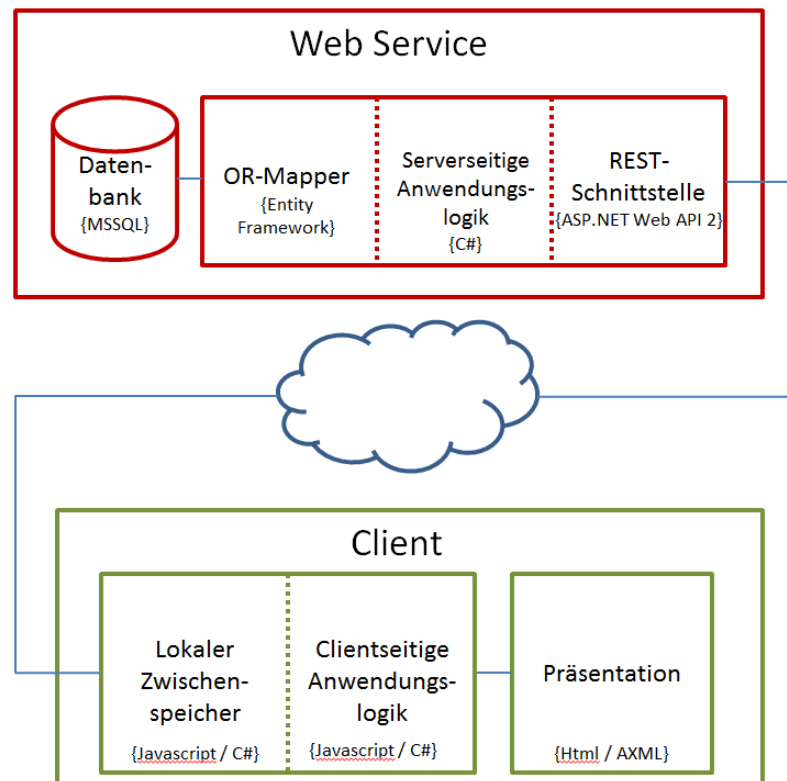 Web Service
Daten-
bank
{MSSQL}
OR-Mapper
{Entity
Framework}
Serverseitige
Anwendungs-
logik
{C#}
REST-
Schnittstelle
{ASP.NET Web API 2}
Client
Lokaler
Zwischen-
speicher
{Javascript / C#}
Clientseitige
Anwendungs-
logik
{Javascript / C#}
Präsentation
{Html / AXML}